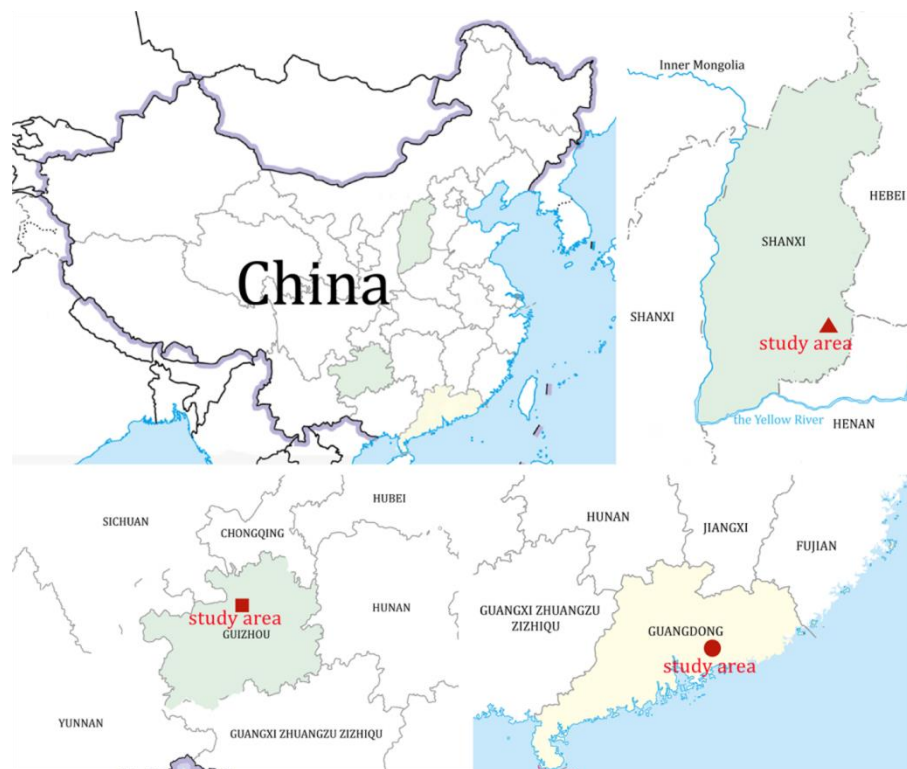 China
Inner Mongolia
HEBEI
SHANXI
SHANXI
study area
the Yellow River
HENAN
HUBEI
SICHUAN
CHONGQING
HUNAN
study area
GUIZHOU
YUNNAN
GUANGXI ZHUANGZU ZIZHIQU
HUNAN
JIANGXI
FUJIAN
GUANGXI ZHUANGZU
ZIZHIQU
GUANGDONG
study area